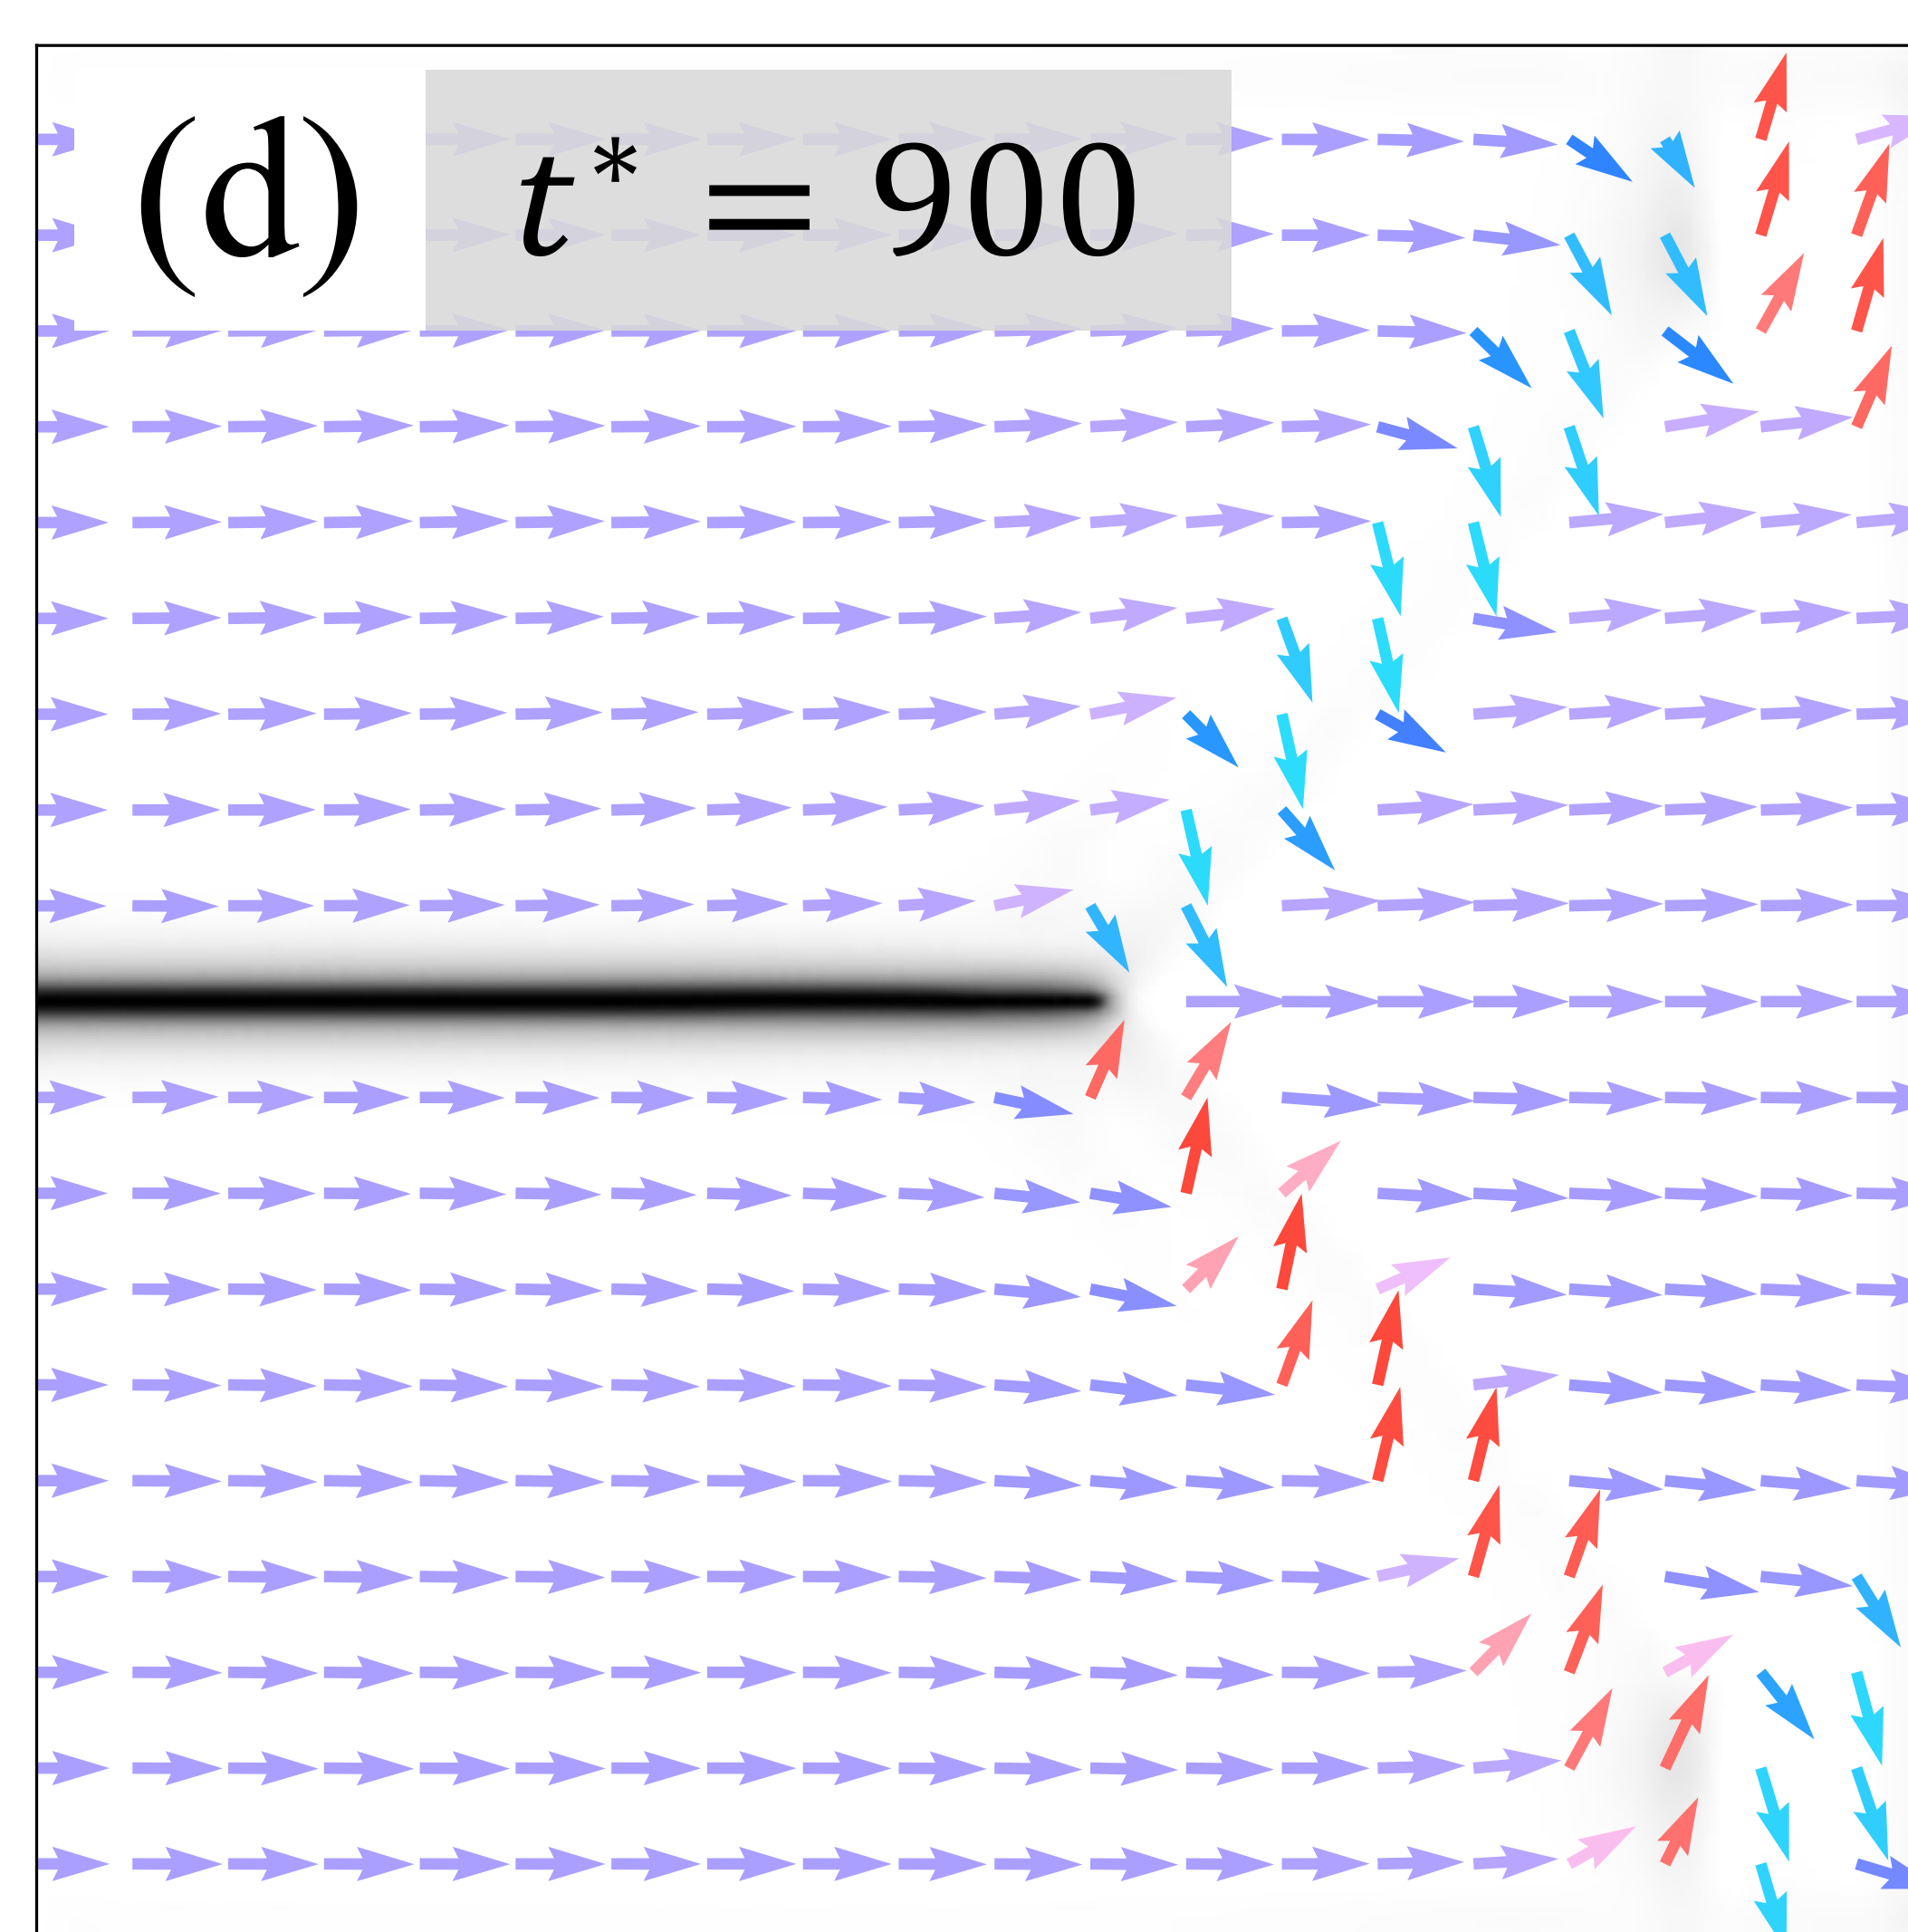 (d) t* = 900